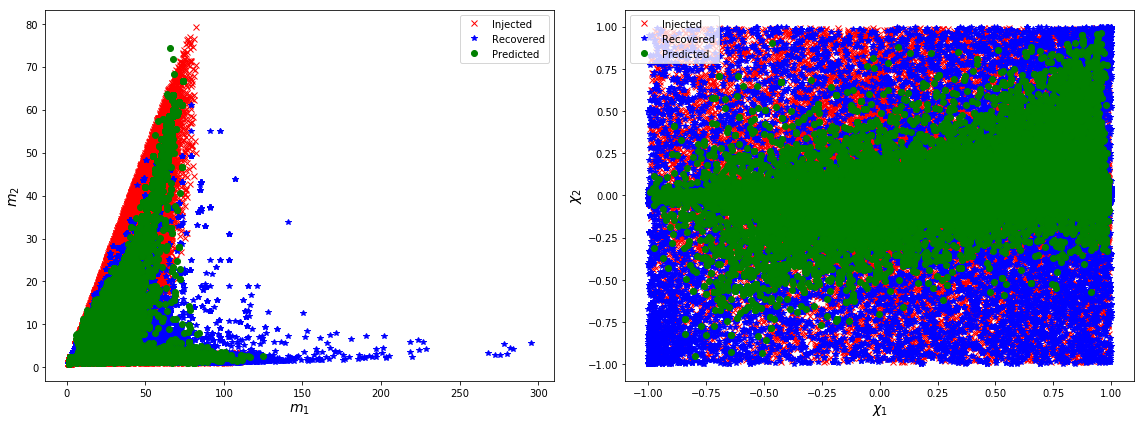 80
70
60
50
40
30
20
10
0
m₂
0 50 100 150 200 250 300
m₁
Injected
Recovered
Predicted
1.00
0.75
0.50
0.25
0.00
−0.25
−0.50
−0.75
−1.00
χ₂
−1.00 −0.75 −0.50 −0.25 0.00 0.25 0.50 0.75 1.00
χ₁
Injected
Recovered
Predicted